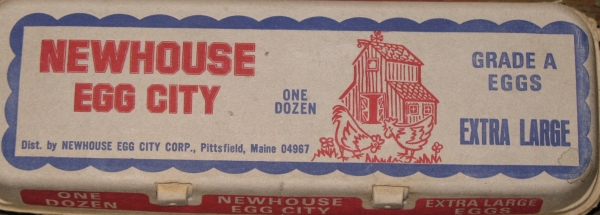 NEWHOUSE
EGG CITY
ONE
DOZEN
GRADE A
EGGS
EXTRA LARGE
Dist. by NEWHOUSE EGG CITY CORP., Pittsfield, Maine 04967
ONE
DOZEN
NEWHOUSE
EGG CITY
EXTRA LARGE
EGGS